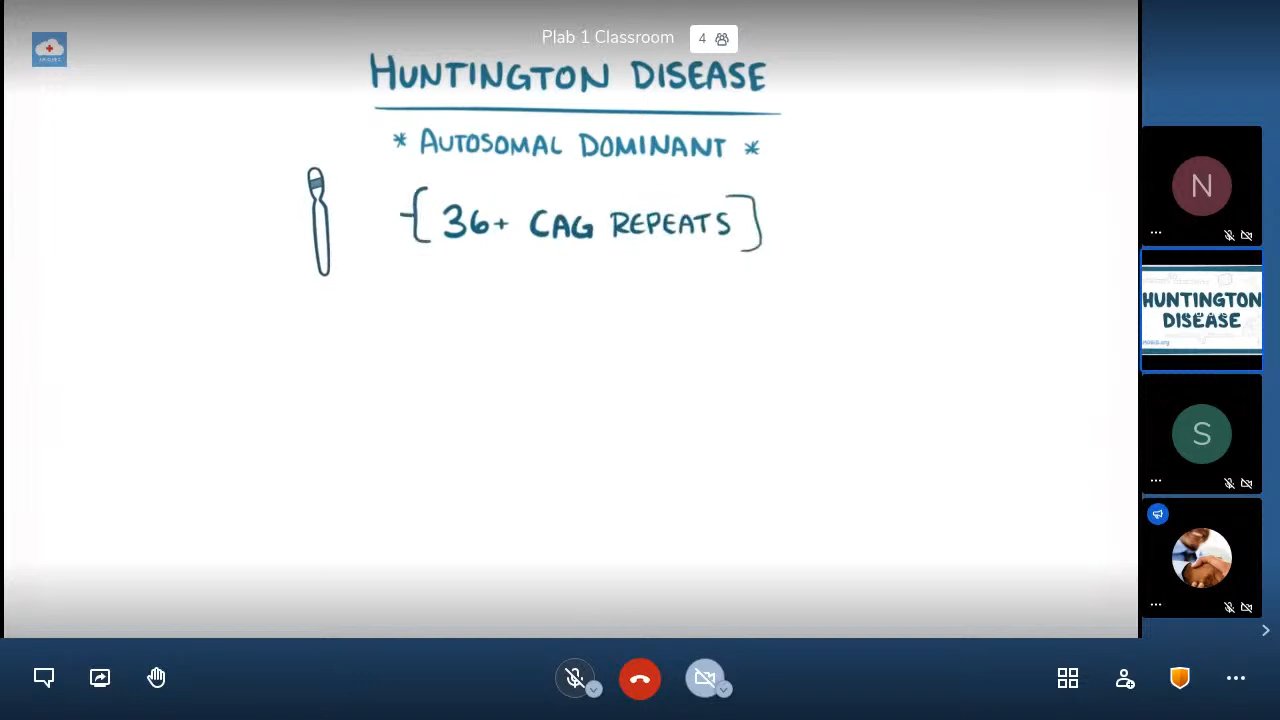 Plab 1 Classroom
4
HUNTINGTON DISEASE
* AUTOSOMAL DOMINANT *
{36+ CAG REPEATS]
N
HUNTINGTON
DISEASE
S